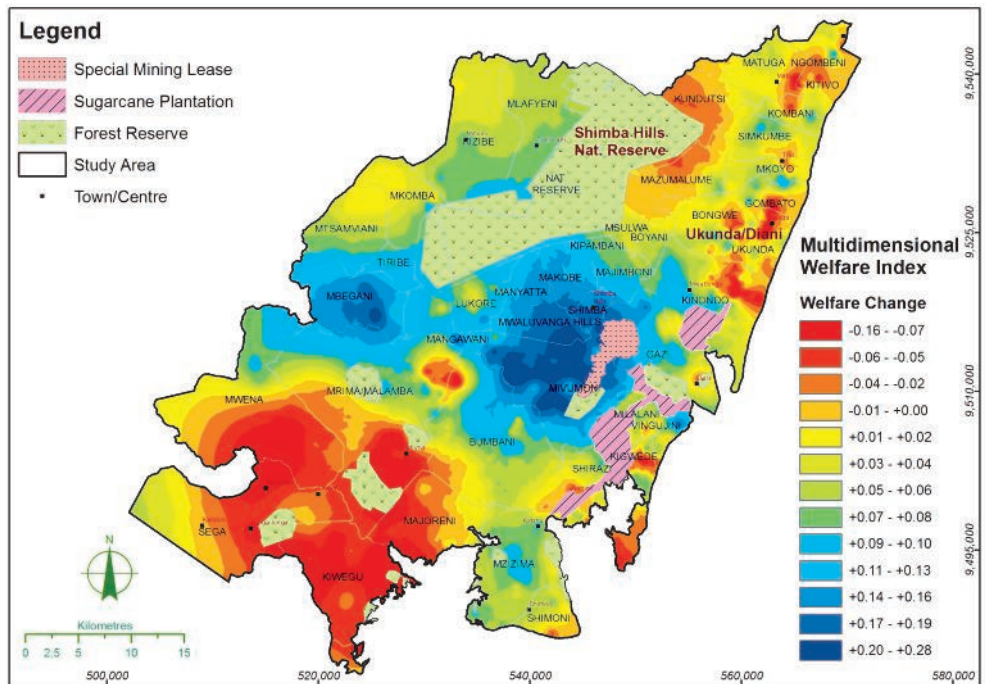 Legend
Special Mining Lease
Sugarcane Plantation
Forest Reserve
Study Area
Town/Centre
MATUGA
NGOMBENI
KITIVO
KOMBANI
KUNDUTSI
MLAFYENI
SIMKUMBE
Shimba Hills
Nat. Reserve
MKOYO
NAT
RESERVE
MAZUMALUME
MKOMBA
GOMBATO
BONGWE
Ukunda/Diani
UKUNDA
MTSAMVIANI
MSULWA
BOYANI
KIPAMBANI
TIRIBE
MAKOBE
MAJIMBONI
MBEGANI
MANYATTA
LUKORE
SHIMBA
KINONDO
MWALUVANGA HILLS
MANGAWANI
GAZI
MRIMA/MALAMBA
MIVUMONI
MWENA
MILALANI
VINGUJINI
BUMBANI
KIGWEDE
SHIRAZI
MAJORENI
SEGA
MZIZIMA
KIWEGU
SHIMONI
N
Kilometres
0 2.5 5 10 15
Multidimensional
Welfare Index
Welfare Change
-0.16 - -0.07
-0.06 - -0.05
-0.04 - -0.02
-0.01 - +0.00
+0.01 - +0.02
+0.03 - +0.04
+0.05 - +0.06
+0.07 - +0.08
+0.09 - +0.10
+0.11 - +0.13
+0.14 - +0.16
+0.17 - +0.19
+0.20 - +0.28
9,540,000
9,525,000
9,510,000
9,495,000
500,000
520,000
540,000
560,000
580,000